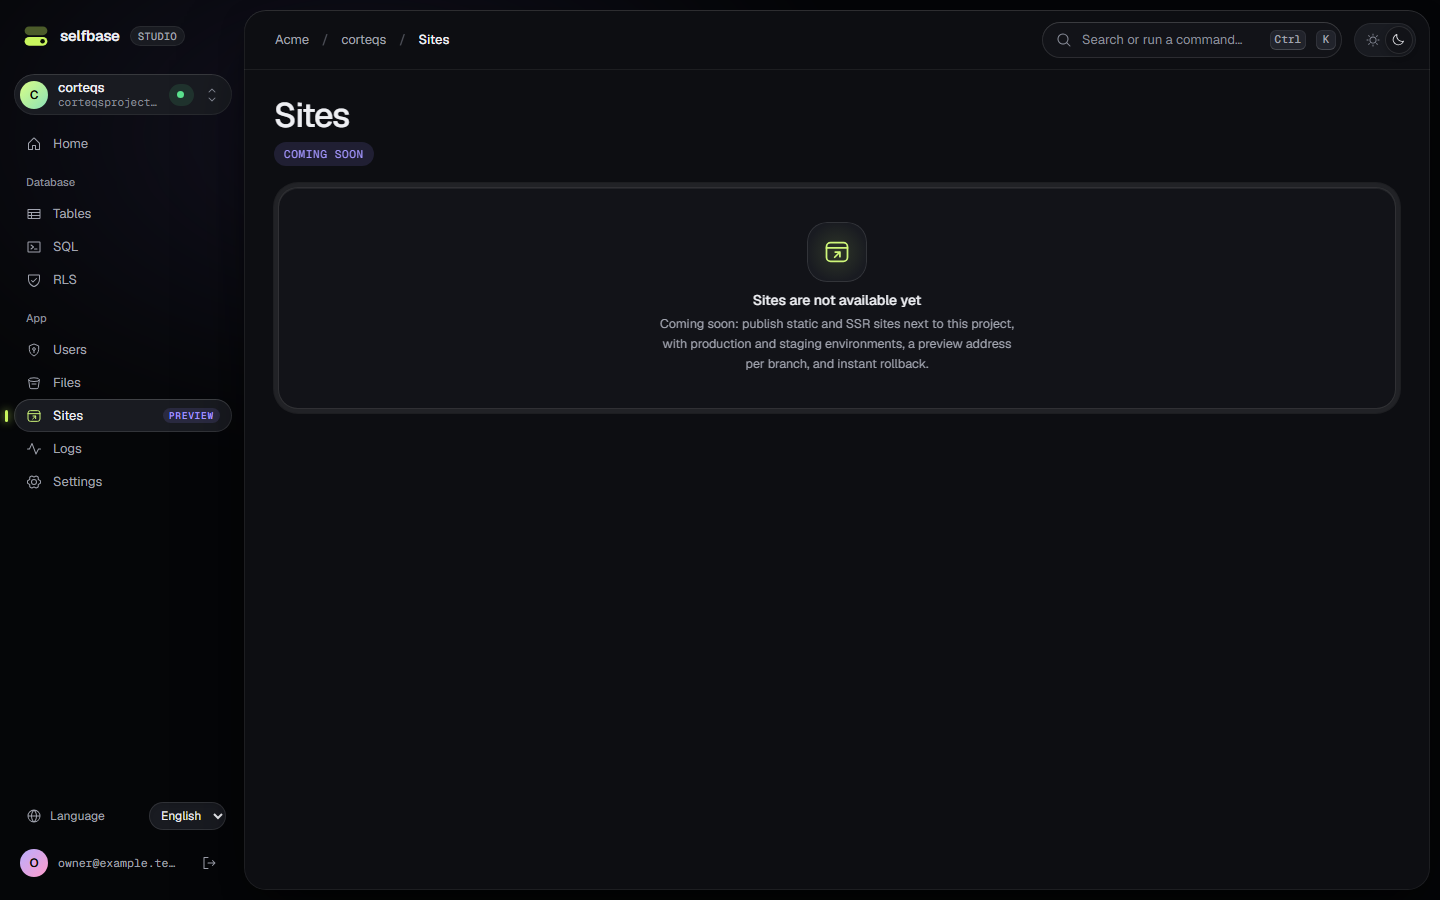 selfbase STUDIO
C corteqs
corteqsproject…
Home
Database
Tables
SQL
RLS
App
Users
Files
Sites PREVIEW
Logs
Settings
Language English
O owner@example.te…
Acme / corteqs / Sites
Search or run a command… Ctrl K
Sites
COMING SOON
Sites are not available yet
Coming soon: publish static and SSR sites next to this project,
with production and staging environments, a preview address
per branch, and instant rollback.